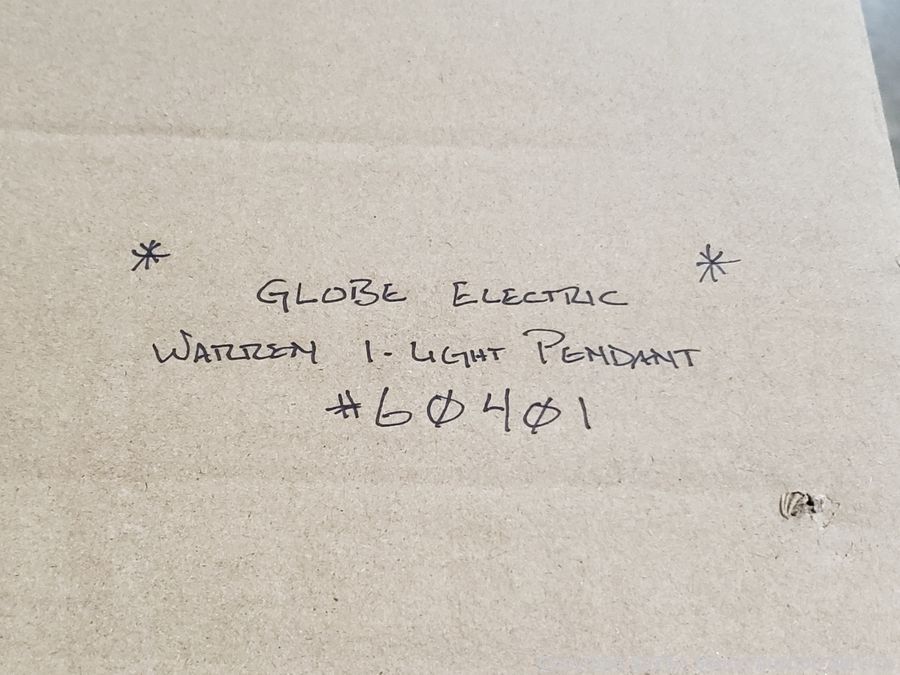 * *
GLOBE ELECTRIC
WARREN 1-LIGHT PENDANT
#60401